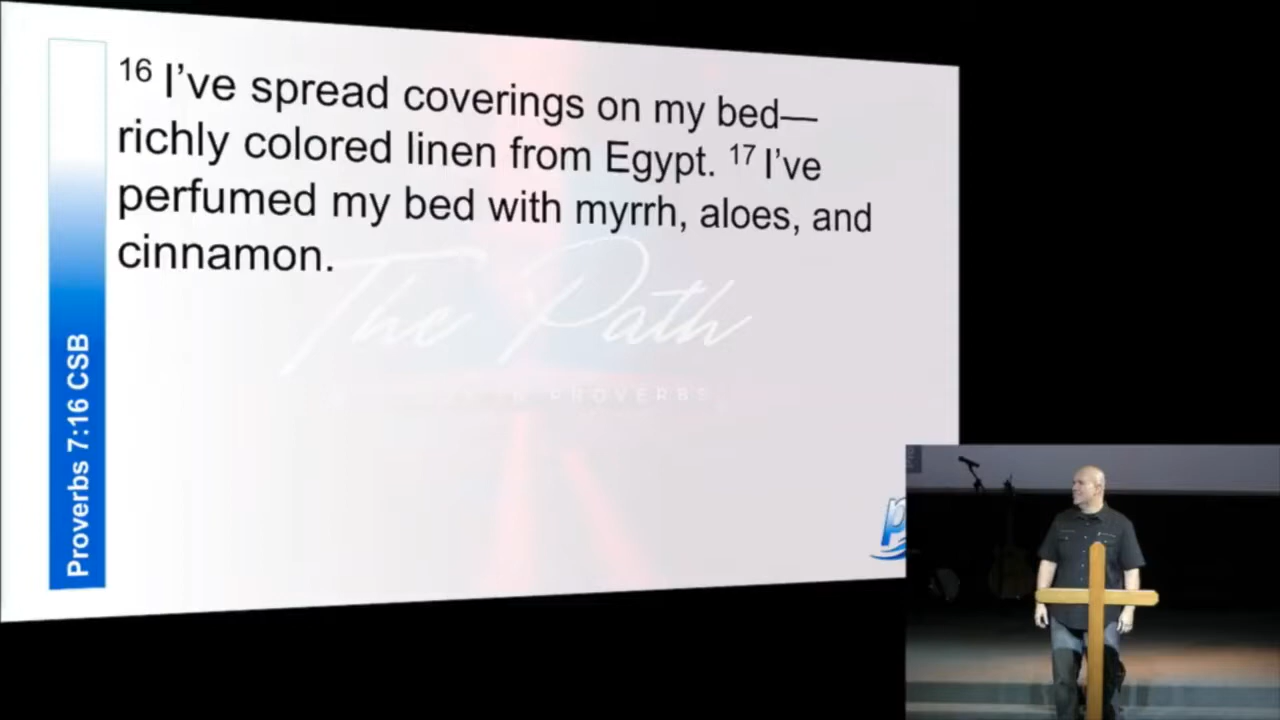 16 I've spread coverings on my bed—
richly colored linen from Egypt. 17 I've
perfumed my bed with myrrh, aloes, and
cinnamon.
The Path
PROVERBS
Proverbs 7:16 CSB